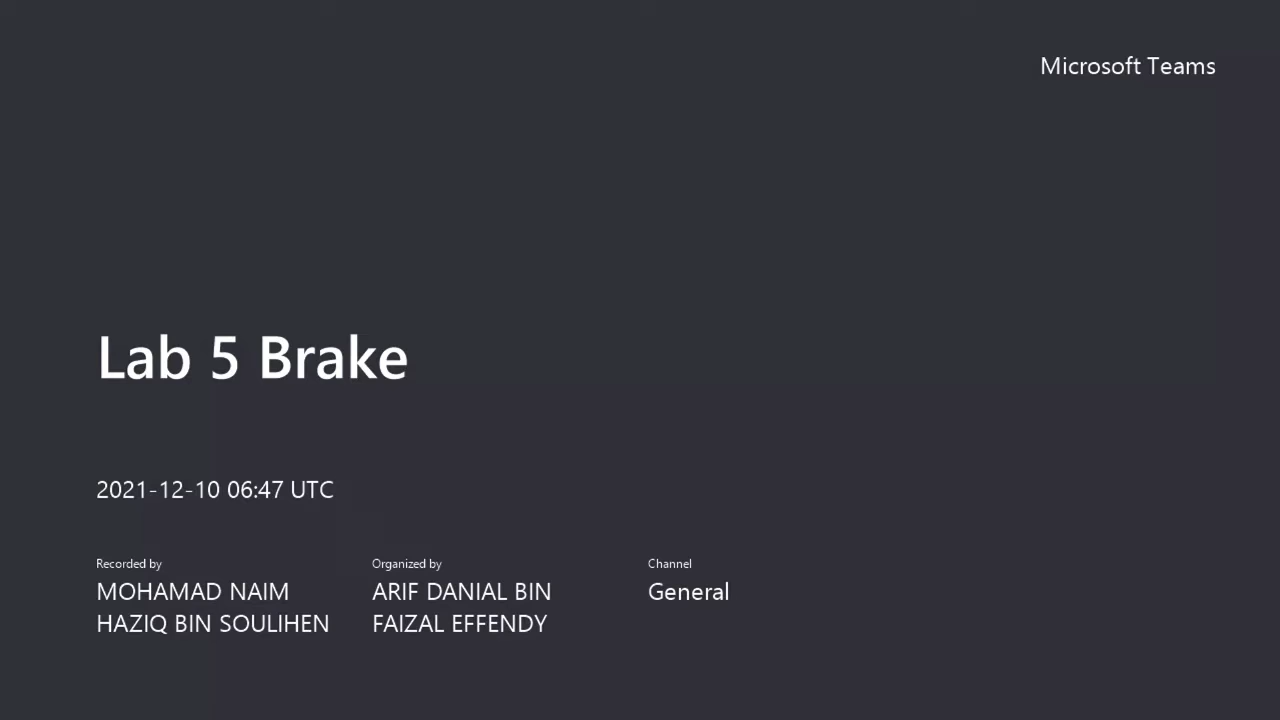 Microsoft Teams
Lab 5 Brake
2021-12-10 06:47 UTC
Recorded by
MOHAMAD NAIM
HAZIQ BIN SOULIHEN
Organized by
ARIF DANIAL BIN
FAIZAL EFFENDY
Channel
General